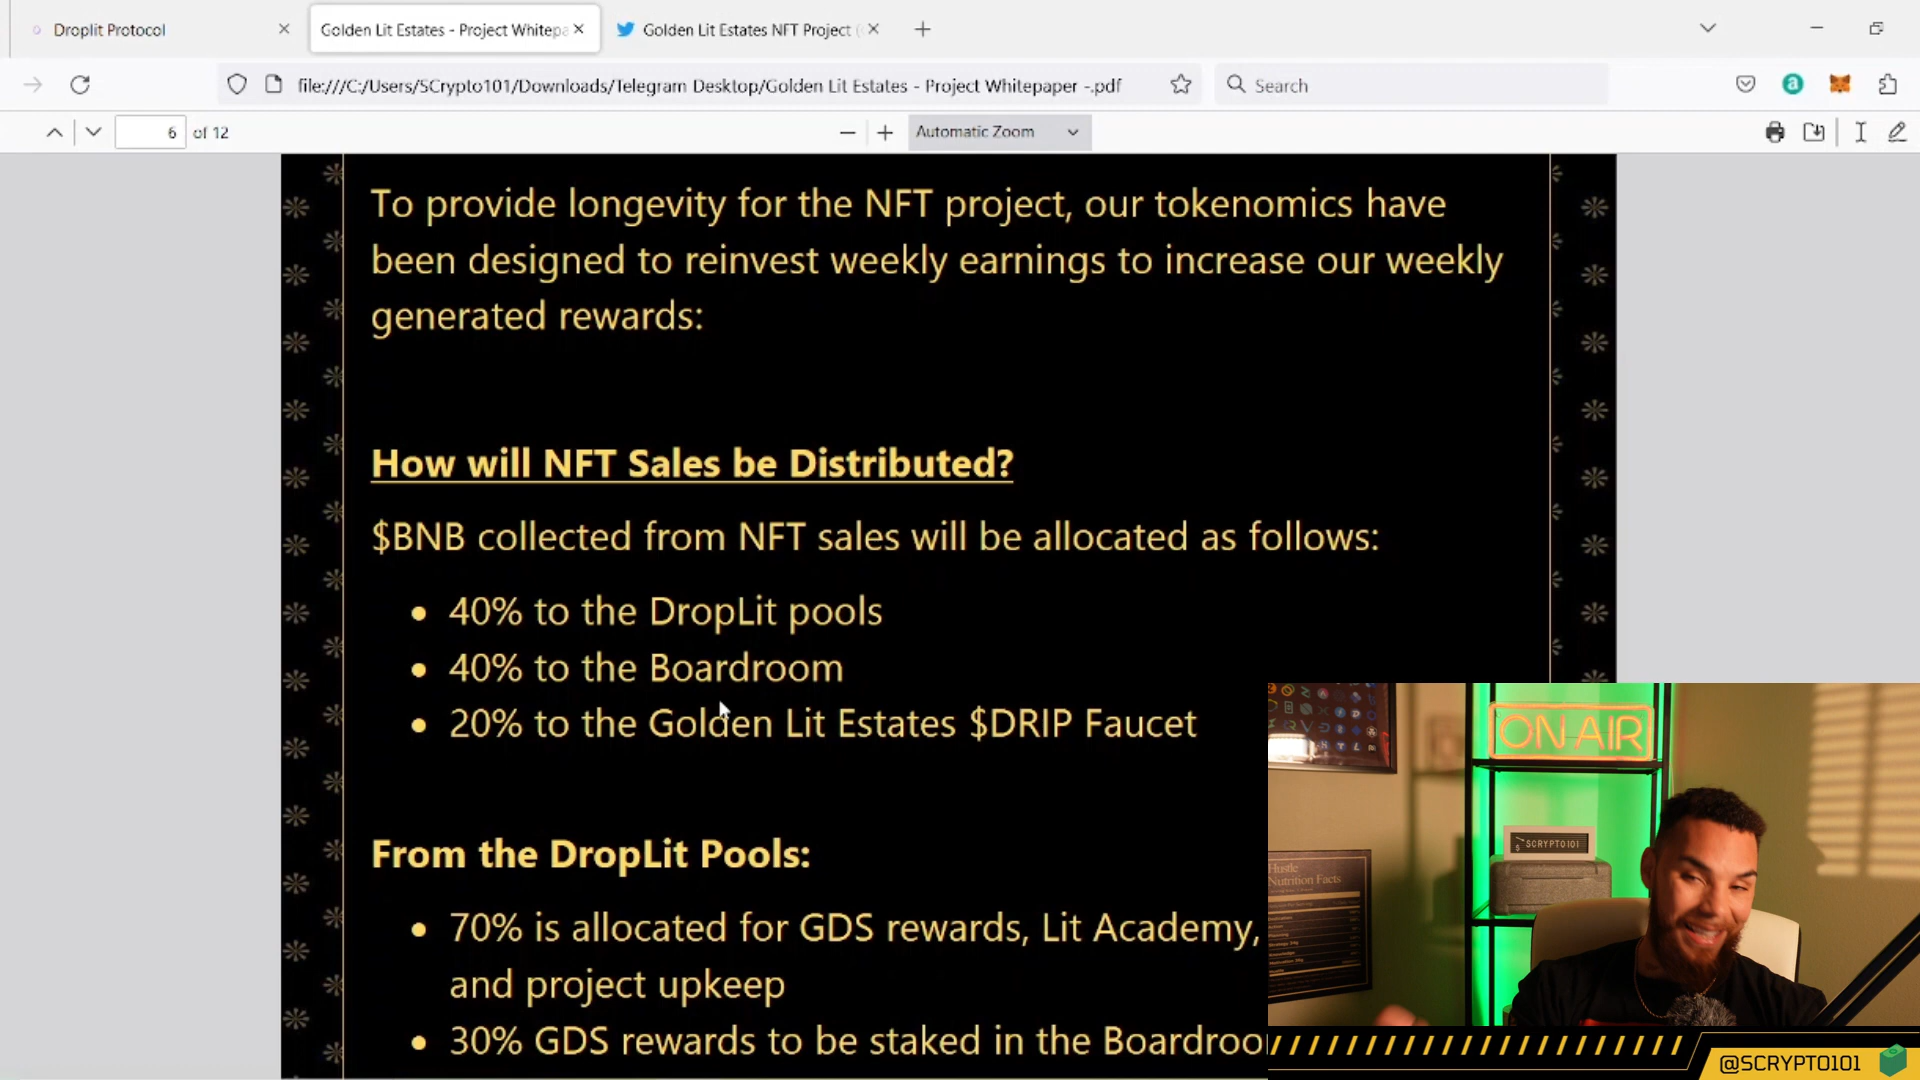 Droplit Protocol
Golden Lit Estates - Project Whitepa
Golden Lit Estates NFT Project (
file:///C:/Users/SCrypto101/Downloads/Telegram Desktop/Golden Lit Estates - Project Whitepaper -.pdf
Search
6 of 12
Automatic Zoom
To provide longevity for the NFT project, our tokenomics have
been designed to reinvest weekly earnings to increase our weekly
generated rewards:
How will NFT Sales be Distributed?
$BNB collected from NFT sales will be allocated as follows:
• 40% to the DropLit pools
• 40% to the Boardroom
• 20% to the Golden Lit Estates $DRIP Faucet
From the DropLit Pools:
• 70% is allocated for GDS rewards, Lit Academy,
and project upkeep
• 30% GDS rewards to be staked in the Boardroo
ON AIR
$ SCRYPTO101
Hustle
Nutrition Facts
@SCRYPTO101